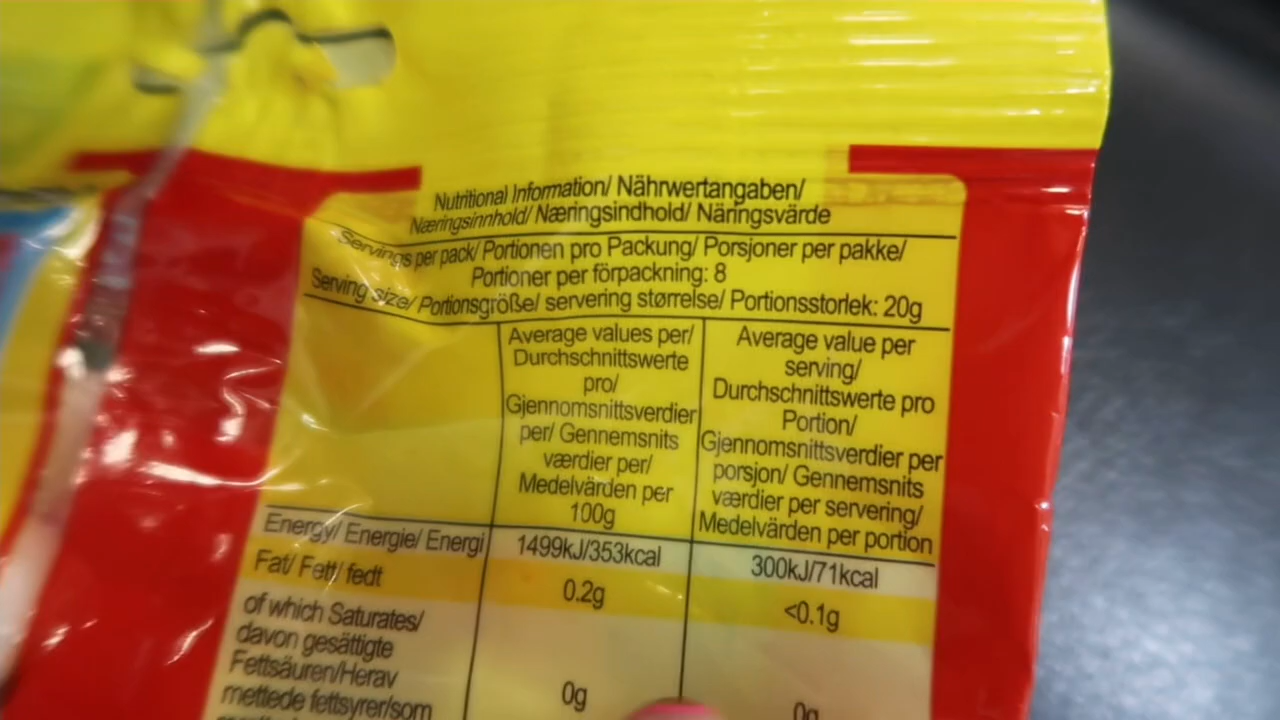 Nutritional Information/ Nährwertangaben/
Næringsinnhold/ Næringsindhold/ Näringsvärde
Servings per pack/ Portionen pro Packung/ Porsjoner per pakke/
Portioner per förpackning: 8
Serving size/ Portionsgröße/ servering størrelse/ Portionsstorlek: 20g
Average values per/
Durchschnittswerte
pro/
Gjennomsnittsverdier
per/ Gennemsnits
værdier per/
Medelvärden per
100g
Average value per
serving/
Durchschnittswerte pro
Portion/
Gjennomsnittsverdier per
porsjon/ Gennemsnits
værdier per servering/
Medelvärden per portion
Energy/ Energie/ Energi 1499kJ/353kcal 300kJ/71kcal
Fat/ Fett/ fedt 0.2g <0.1g
of which Saturates/
davon gesättigte
Fettsäuren/Herav
mettede fettsyrer/som 0g 0g